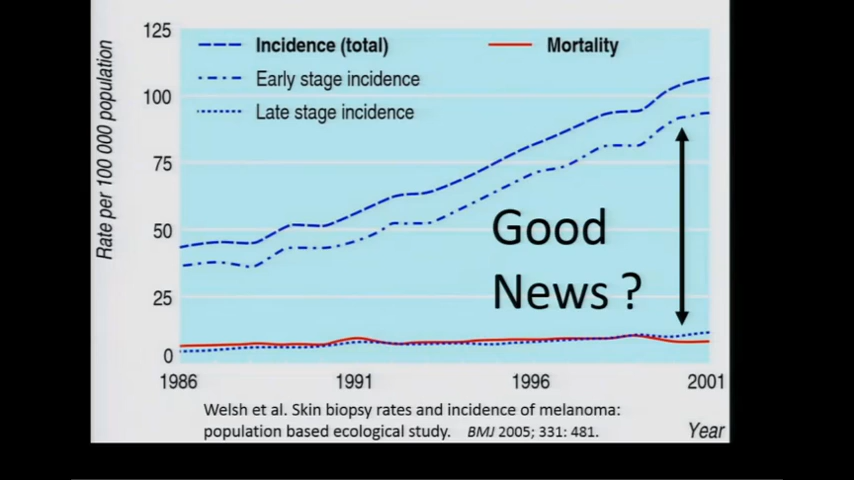 125
100
75
50
25
0
Rate per 100 000 population
Incidence (total)
Mortality
Early stage incidence
Late stage incidence
Good
News ?
1986
1991
1996
2001
Year
Welsh et al. Skin biopsy rates and incidence of melanoma:
population based ecological study. BMJ 2005; 331: 481.